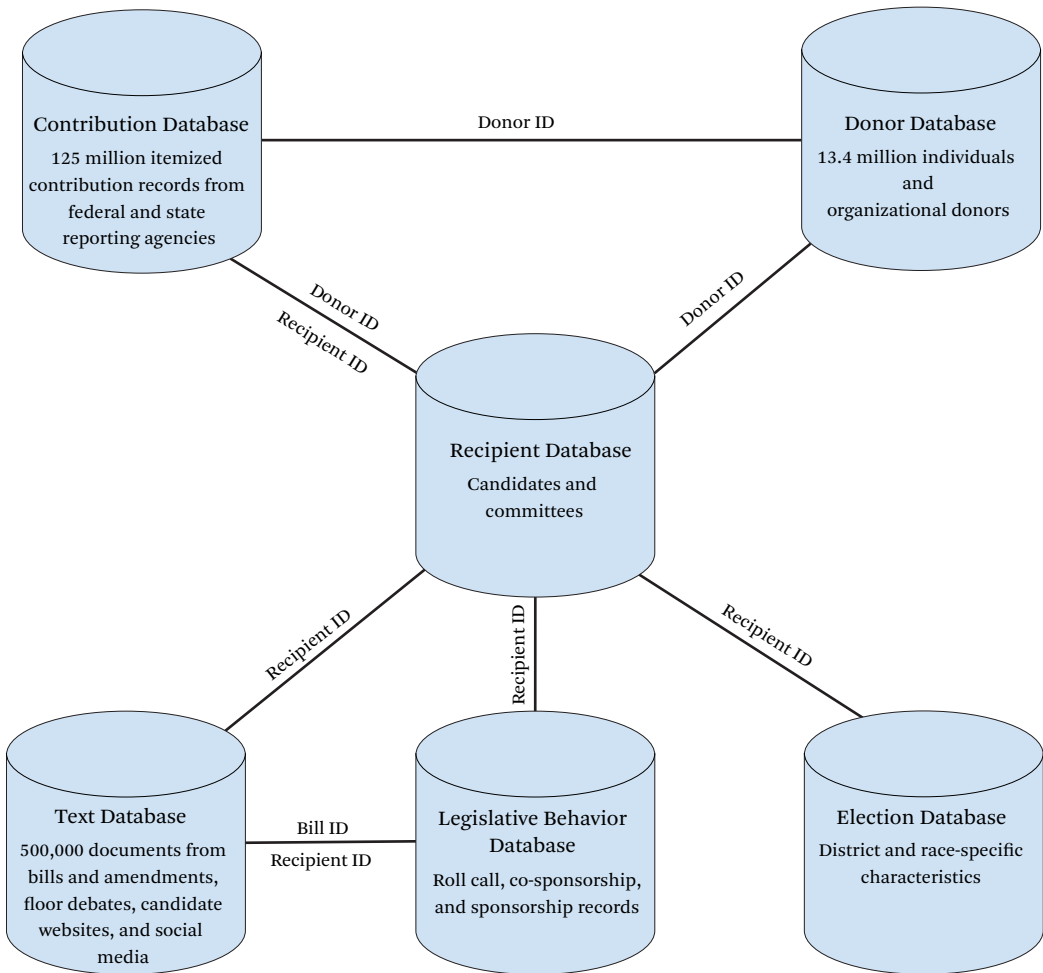 Contribution Database
125 million itemized
contribution records from
federal and state
reporting agencies
Donor ID
Donor Database
13.4 million individuals
and
organizational donors
Donor ID
Recipient ID
Donor ID
Recipient Database
Candidates and
committees
Recipient ID
Recipient ID
Recipient ID
Text Database
500,000 documents from
bills and amendments,
floor debates, candidate
websites, and social
media
Bill ID
Recipient ID
Legislative Behavior
Database
Roll call, co-sponsorship,
and sponsorship records
Election Database
District and race-specific
characteristics